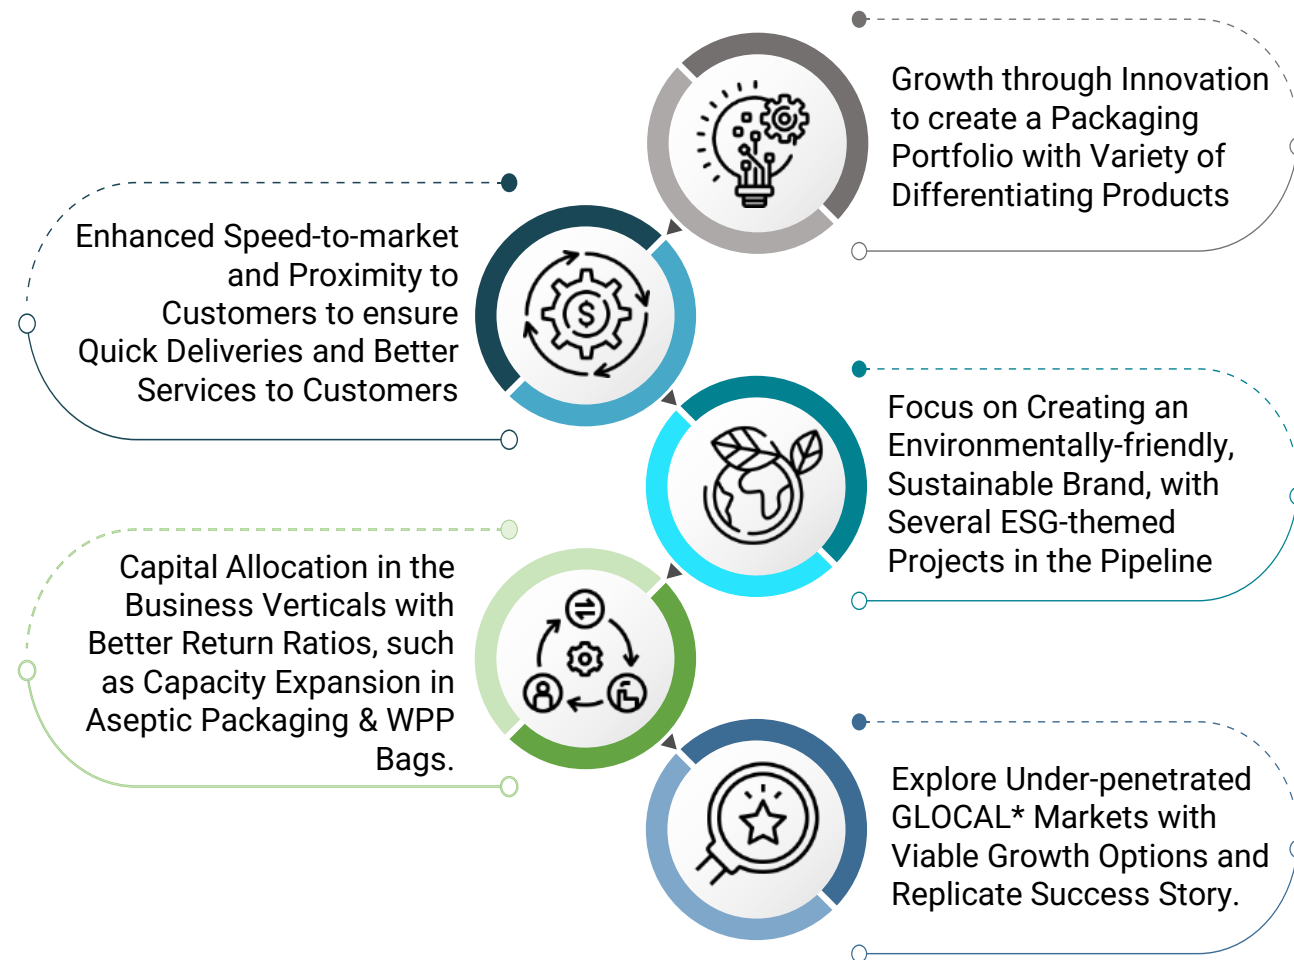 Growth through Innovation
to create a Packaging
Portfolio with Variety of
Differentiating Products
Enhanced Speed-to-market
and Proximity to
Customers to ensure
Quick Deliveries and Better
Services to Customers
$
Focus on Creating an
Environmentally-friendly,
Sustainable Brand, with
Several ESG-themed
Projects in the Pipeline
Capital Allocation in the
Business Verticals with
Better Return Ratios, such
as Capacity Expansion in
Aseptic Packaging & WPP
Bags.
Explore Under-penetrated
GLOCAL* Markets with
Viable Growth Options and
Replicate Success Story.